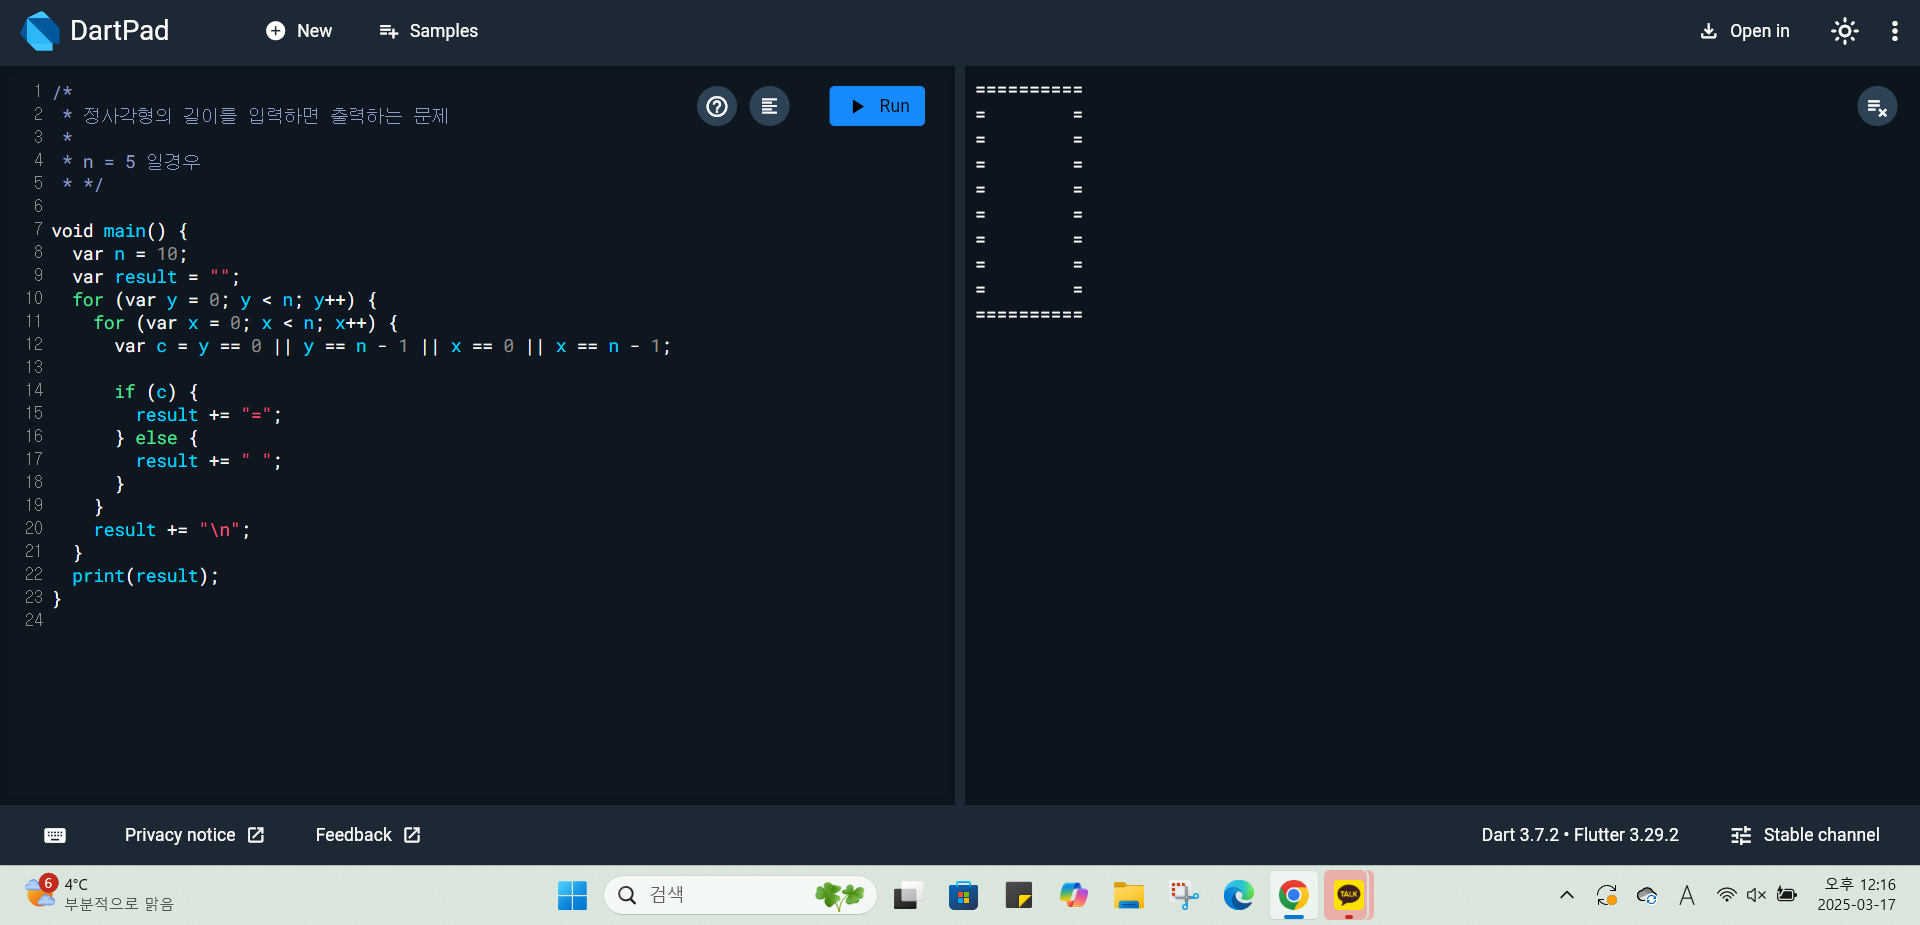 DartPad
New
Samples
Open in
1 /*
2  * 정사각형의 길이를 입력하면 출력하는 문제
3  *
4  * n = 5 일경우
5  * */
6
7 void main() {
8   var n = 10;
9   var result = "";
10   for (var y = 0; y < n; y++) {
11     for (var x = 0; x < n; x++) {
12       var c = y == 0 || y == n - 1 || x == 0 || x == n - 1;
13
14       if (c) {
15         result += "=";
16       } else {
17         result += " ";
18       }
19     }
20     result += "\n";
21   }
22   print(result);
23 }
24
Run
==========
=        =
=        =
=        =
=        =
=        =
=        =
=        =
=        =
==========
Privacy notice
Feedback
Dart 3.7.2 • Flutter 3.29.2
Stable channel
6
4°C
부분적으로 맑음
검색
TALK
A
오후 12:16
2025-03-17